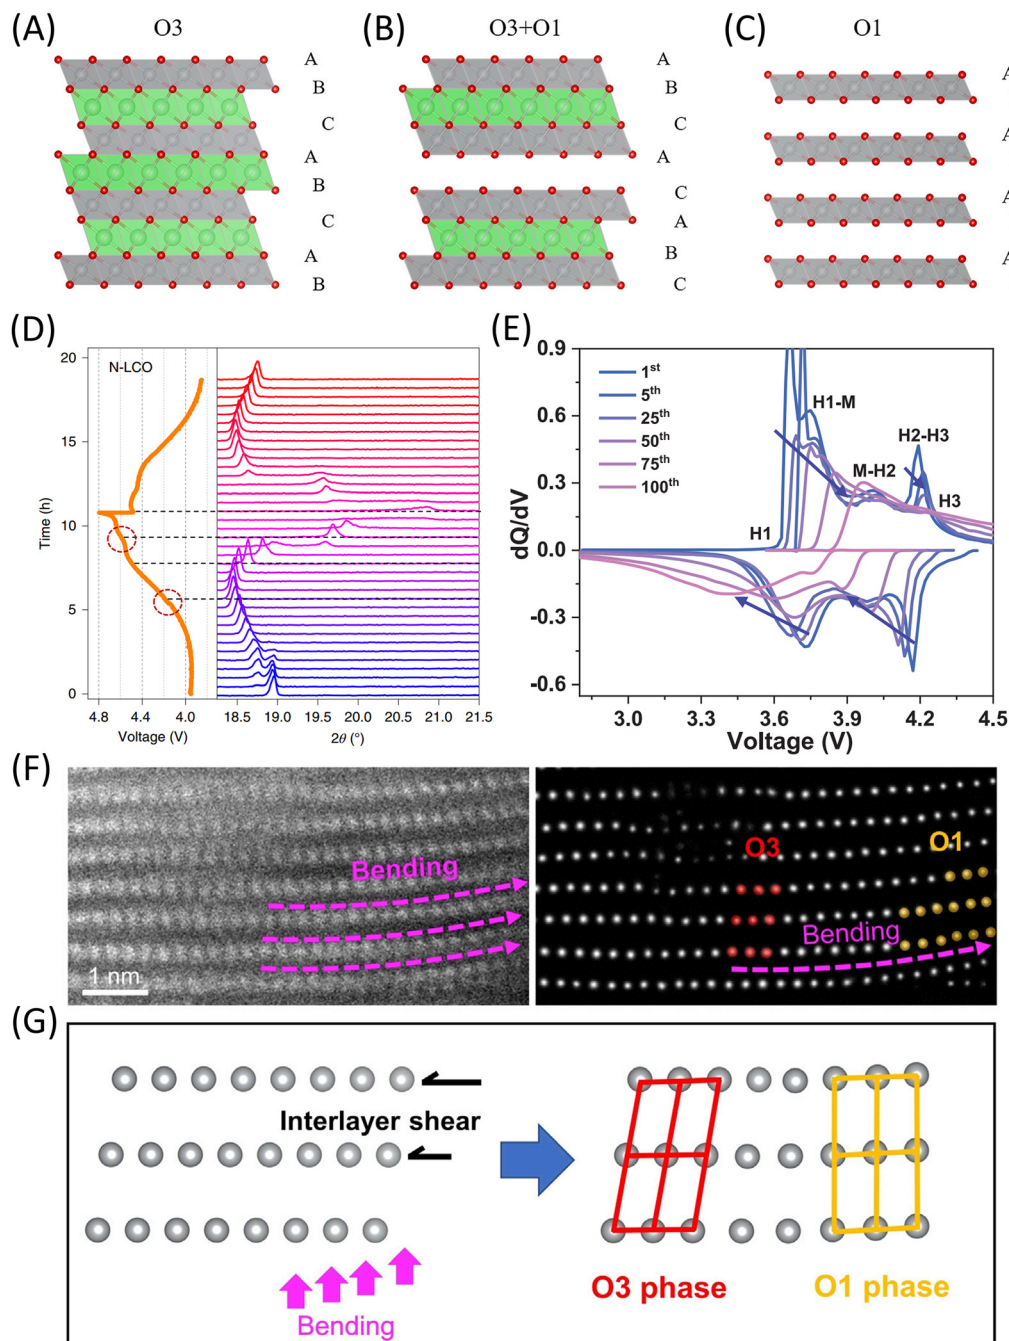 (A) O3
(B) O3+O1
(C) O1
A
B
C
A
B
C
A
B
A
B
C
A
C
A
B
C
A
A
A
A
(D)
N-LCO
20
15
10
5
0
Time (h)
4.8 4.4 4.0
Voltage (V)
18.5 19.0 19.5 20.0 20.5 21.0 21.5
2θ (°)
(E)
0.9
0.6
0.3
0.0
-0.3
-0.6
dQ/dV
1st
5th
25th
50th
75th
100th
H1-M
M-H2
H2-H3
H3
H1
3.0 3.3 3.6 3.9 4.2 4.5
Voltage (V)
(F)
Bending
1 nm
O3
O1
Bending
(G)
Interlayer shear
Bending
O3 phase
O1 phase